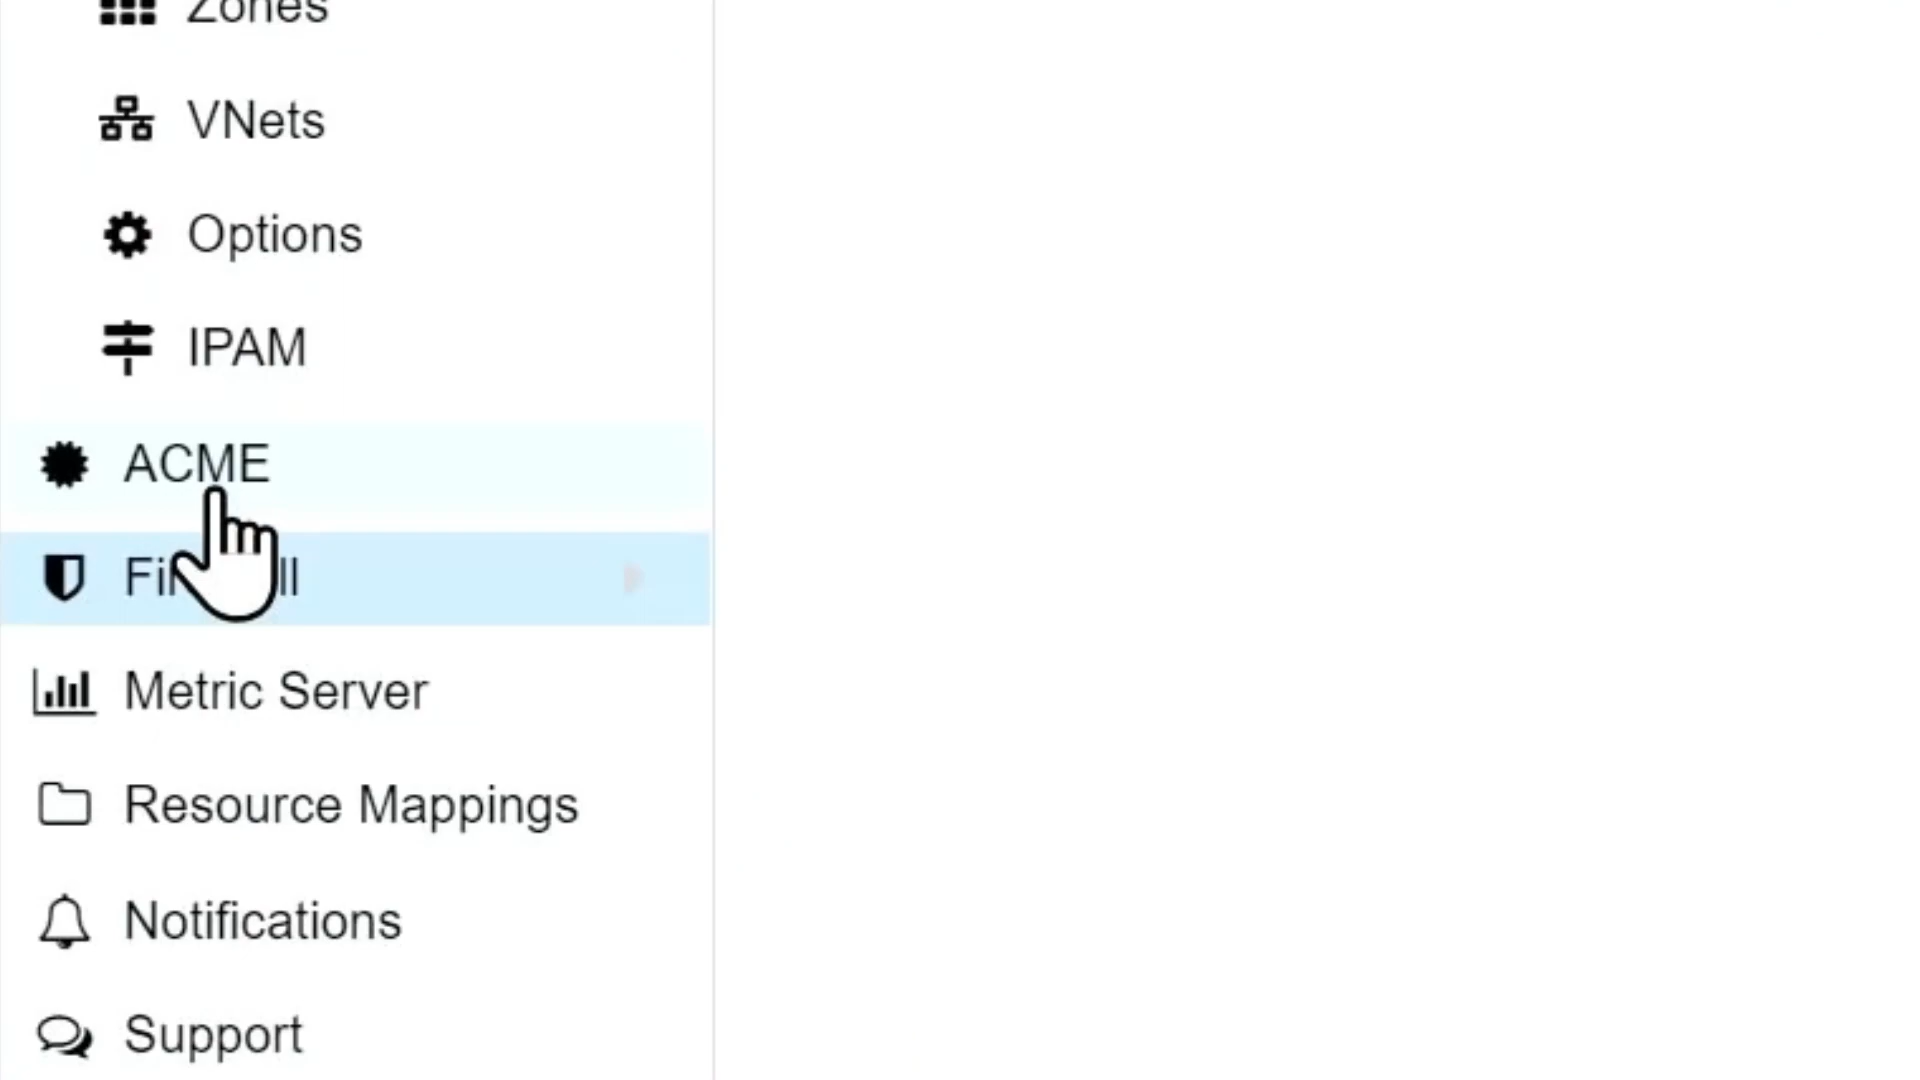 Zones
VNets
Options
IPAM
ACME
Metric Server
Resource Mappings
Notifications
Support